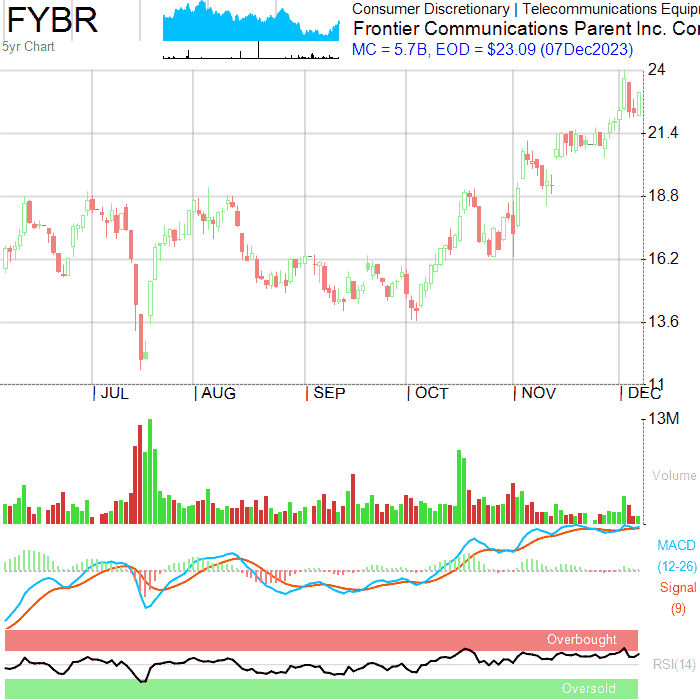 FYBR
5yr Chart
Consumer Discretionary | Telecommunications Equip
Frontier Communications Parent Inc. Cor
MC = 5.7B, EOD = $23.09 (07Dec2023)
24
21.4
18.8
16.2
13.6
11
JUL
AUG
SEP
OCT
NOV
DEC
13M
Volume
MACD
(12-26)
Signal
(9)
Overbought
RSI(14)
Oversold